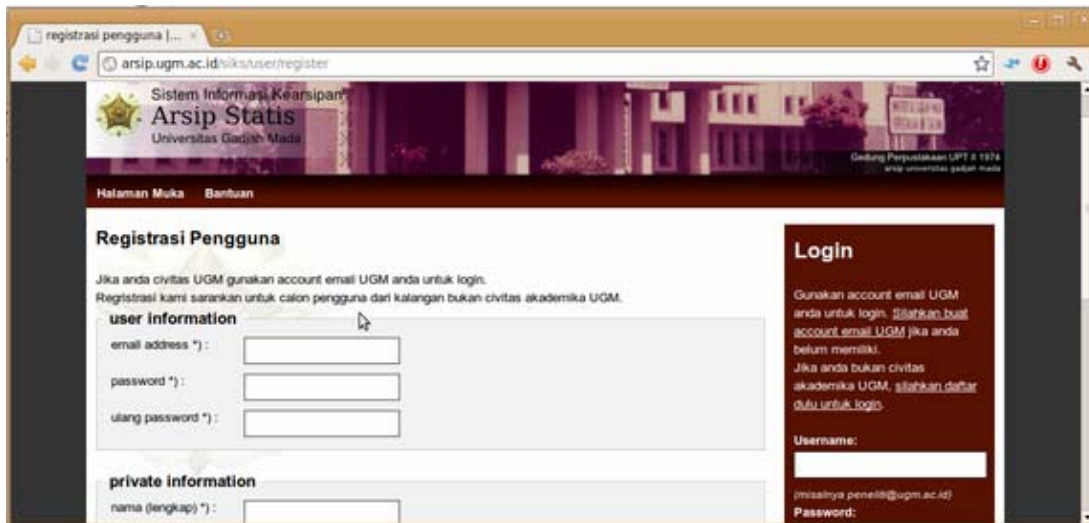 registrasi pengguna |...
arsip.ugm.ac.id/siks/user/register
Sistem Informasi Kearsipan
Arsip Statis
Universitas Gadjah Mada
Gedung Perpustakaan UPT II 1974
arsip universitas gadjah mada
Halaman Muka Bantuan
Registrasi Pengguna
Jika anda civitas UGM gunakan account email UGM anda untuk login.
Regristrasi kami sarankan untuk calon pengguna dari kalangan bukan civitas akademika UGM.
user information
email address *) :
password *) :
ulang password *) :
private information
nama (lengkap) *) :
Login
Gunakan account email UGM
anda untuk login. Silahkan buat
account email UGM jika anda
belum memiliki.
Jika anda bukan civitas
akademika UGM, silahkan daftar
dulu untuk login.
Username:
(misalnya peneliti@ugm.ac.id)
Password: